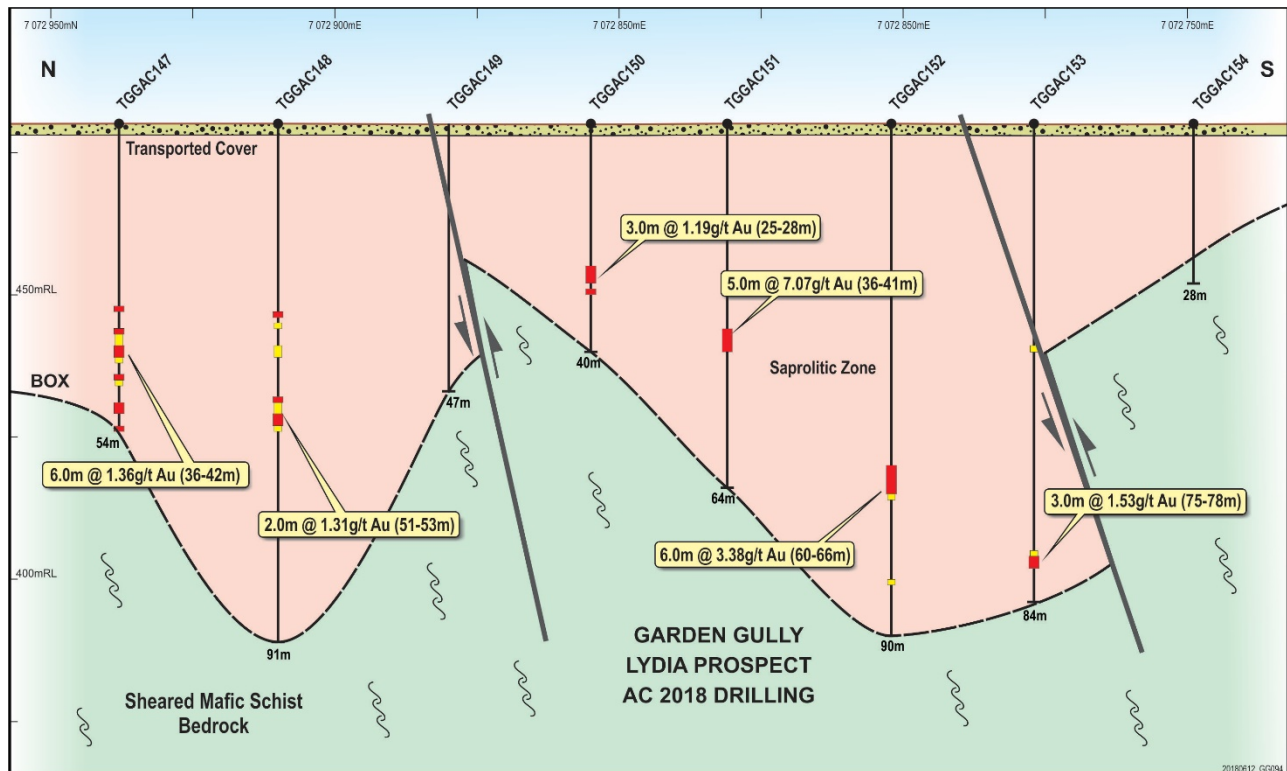 7 072 950mN
7 072 900mE
7 072 850mE
7 072 850mE
7 072 750mE
N
S
TGGAC147
TGGAC148
TGGAC149
TGGAC150
TGGAC151
TGGAC152
TGGAC153
TGGAC154
Transported Cover
3.0m @ 1.19g/t Au (25-28m)
5.0m @ 7.07g/t Au (36-41m)
450mRL
28m
40m
Saprolitic Zone
BOX
47m
54m
6.0m @ 1.36g/t Au (36-42m)
64m
3.0m @ 1.53g/t Au (75-78m)
2.0m @ 1.31g/t Au (51-53m)
6.0m @ 3.38g/t Au (60-66m)
400mRL
84m
91m
90m
GARDEN GULLY
LYDIA PROSPECT
AC 2018 DRILLING
Sheared Mafic Schist
Bedrock
20180612_GG094